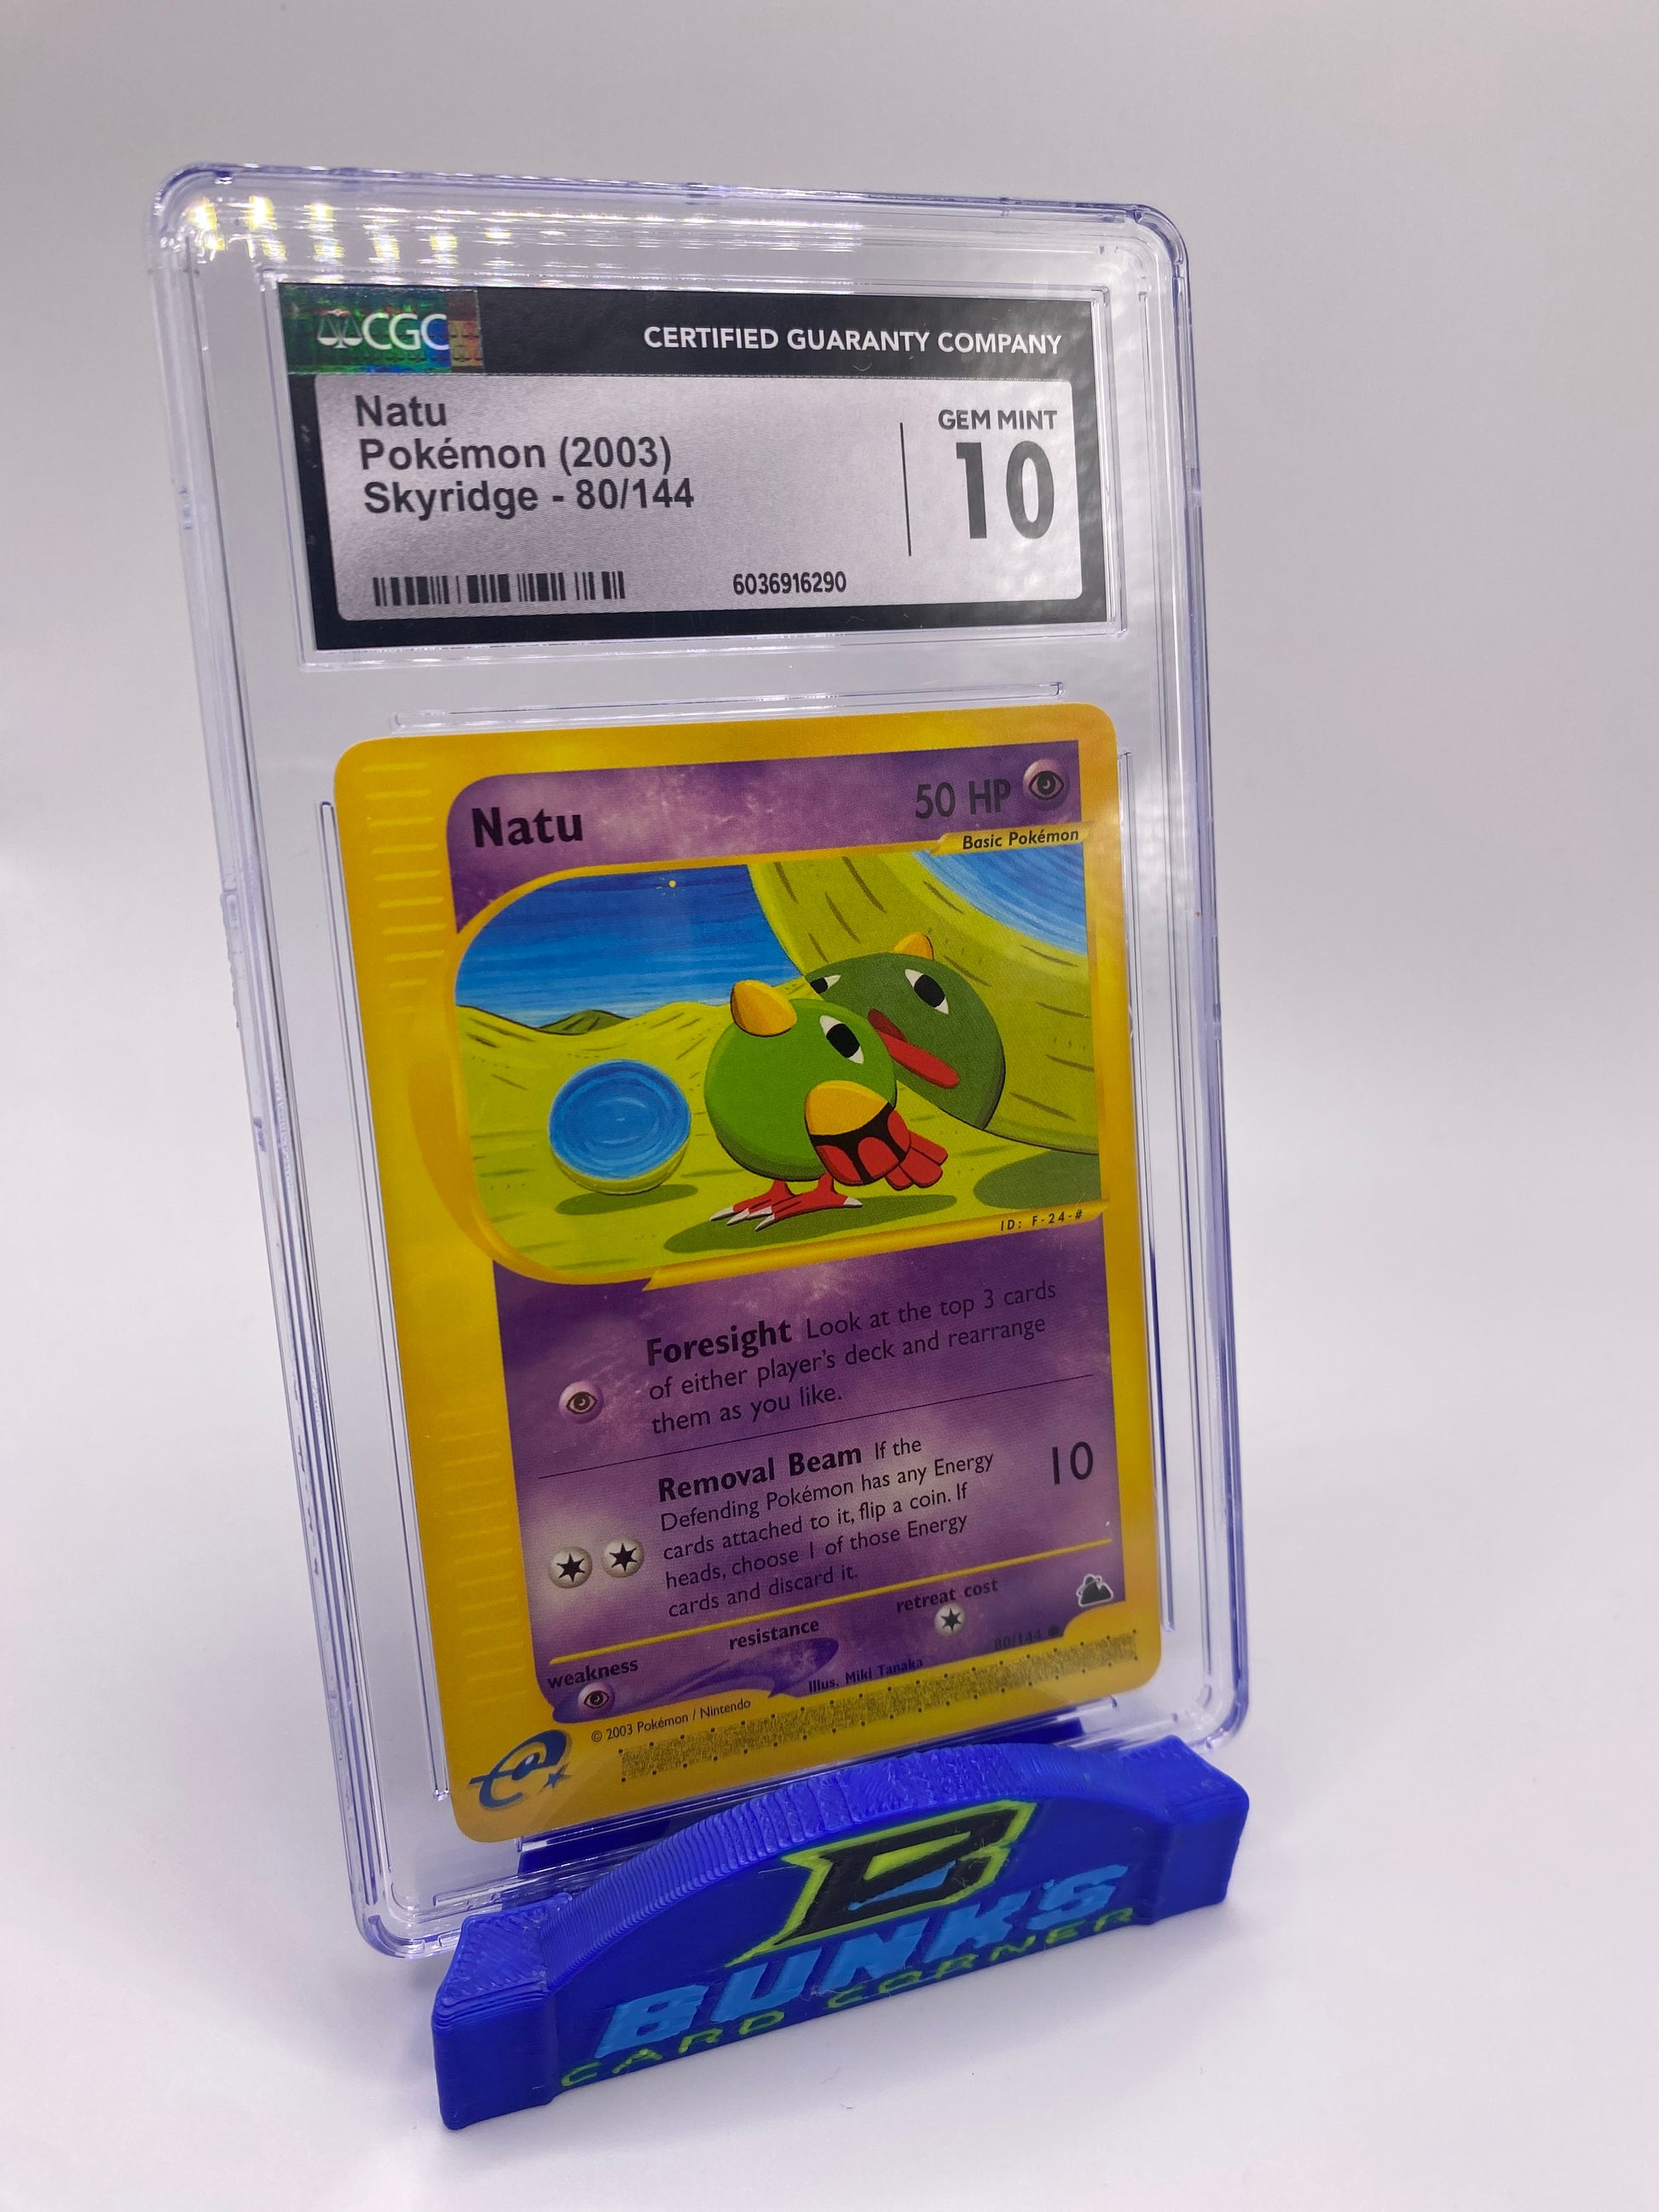 CGC
CERTIFIED GUARANTY COMPANY
Natu
Pokémon (2003)
Skyridge - 80/144
GEM MINT
10
6036916290
Natu
50 HP
Basic Pokémon
ID: F-24-#
Foresight Look at the top 3 cards
of either player's deck and rearrange
them as you like.
Removal Beam If the
Defending Pokémon has any Energy
cards attached to it, flip a coin. If
heads, choose 1 of those Energy
cards and discard it.
10
weakness
resistance
retreat cost
80/144
Illus. Miki Tanaka
© 2003 Pokémon / Nintendo
e
B
BUNK'S
CARD CORNER